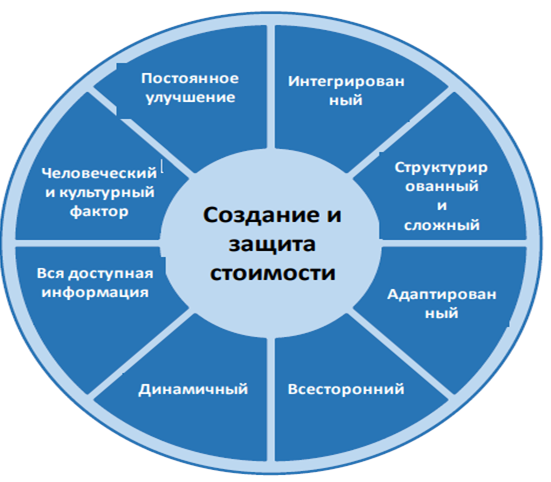 Постоянное
улучшение
Интегрирован
ный
Структурир
ованный
и
сложный
Адаптирован
ный
Всесторонний
Динамичный
Вся доступная
информация
Человеческий
и культурный
фактор
Создание и
защита
стоимости